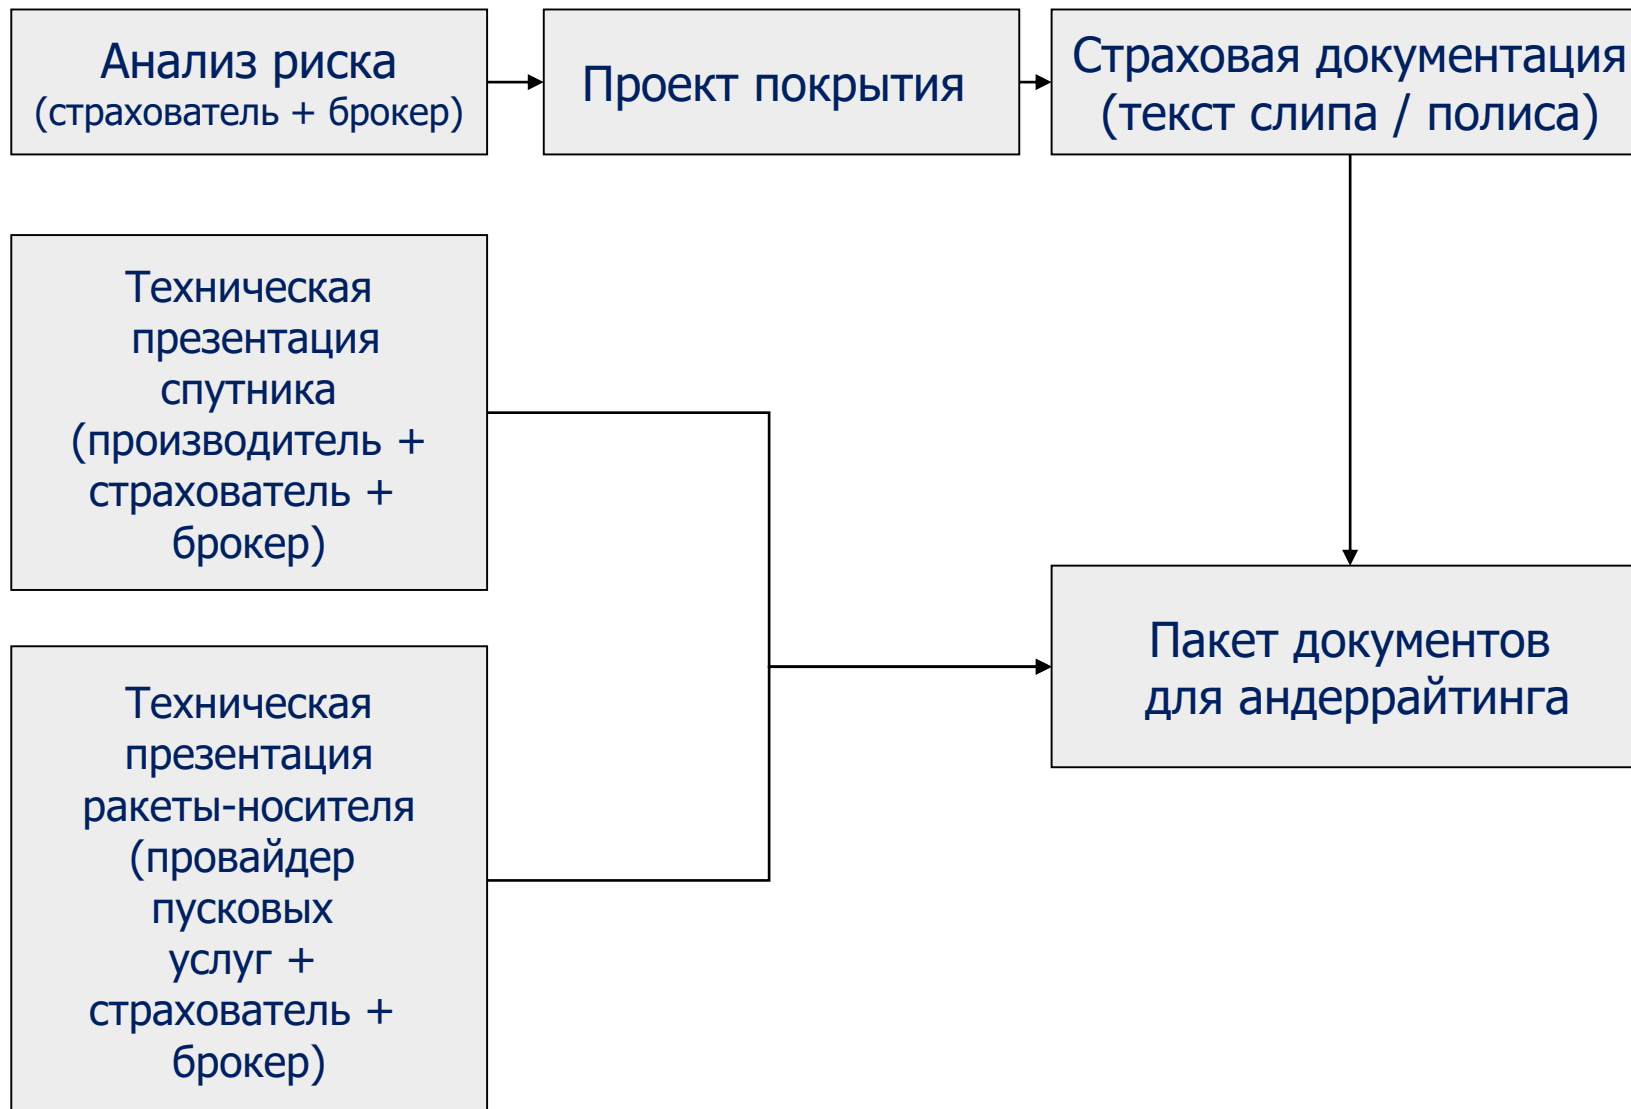 Анализ риска
(страхователь + брокер)
Проект покрытия
Страховая документация
(текст слипа / полиса)
Техническая
презентация
спутника
(производитель +
страхователь +
брокер)
Техническая
презентация
ракеты-носителя
(провайдер
пусковых
услуг +
страхователь +
брокер)
Пакет документов
для андеррайтинга